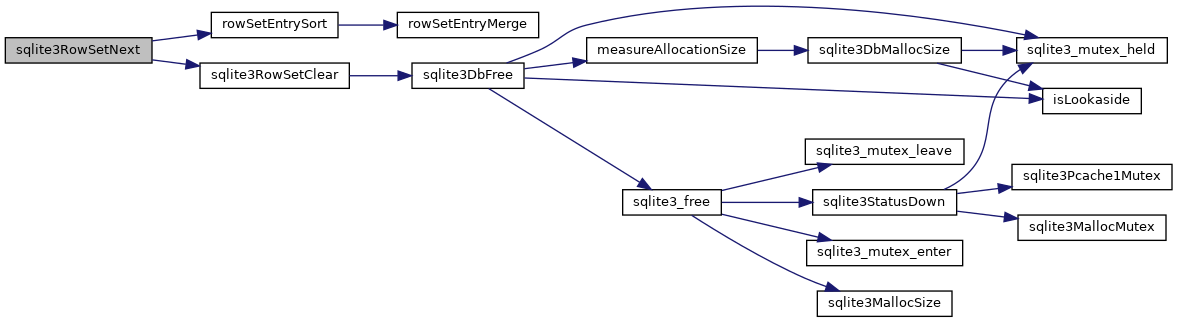 sqlite3RowSetNext
rowSetEntrySort
rowSetEntryMerge
sqlite3RowSetClear
sqlite3DbFree
measureAllocationSize
sqlite3DbMallocSize
sqlite3_mutex_held
isLookaside
sqlite3_free
sqlite3_mutex_leave
sqlite3StatusDown
sqlite3Pcache1Mutex
sqlite3MallocMutex
sqlite3_mutex_enter
sqlite3MallocSize